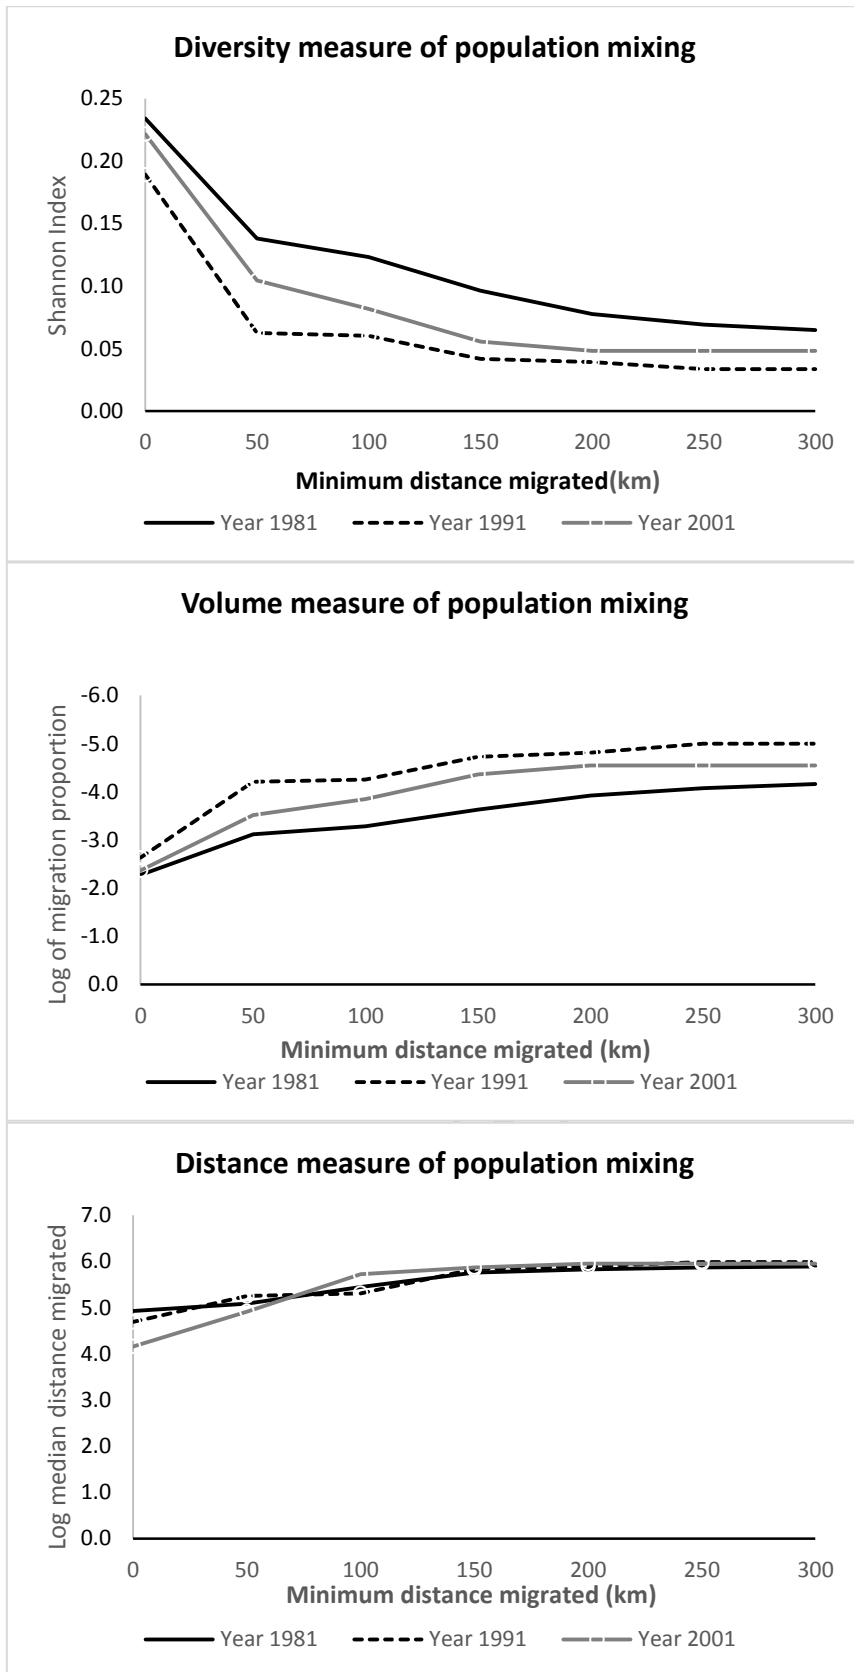 Diversity measure of population mixing
Shannon Index
0.25
0.20
0.15
0.10
0.05
0.00
0 50 100 150 200 250 300
Minimum distance migrated(km)
Year 1981 Year 1991 Year 2001
Volume measure of population mixing
Log of migration proportion
-6.0
-5.0
-4.0
-3.0
-2.0
-1.0
0.0
0 50 100 150 200 250 300
Minimum distance migrated (km)
Year 1981 Year 1991 Year 2001
Distance measure of population mixing
Log median distance migrated
7.0
6.0
5.0
4.0
3.0
2.0
1.0
0.0
0 50 100 150 200 250 300
Minimum distance migrated (km)
Year 1981 Year 1991 Year 2001